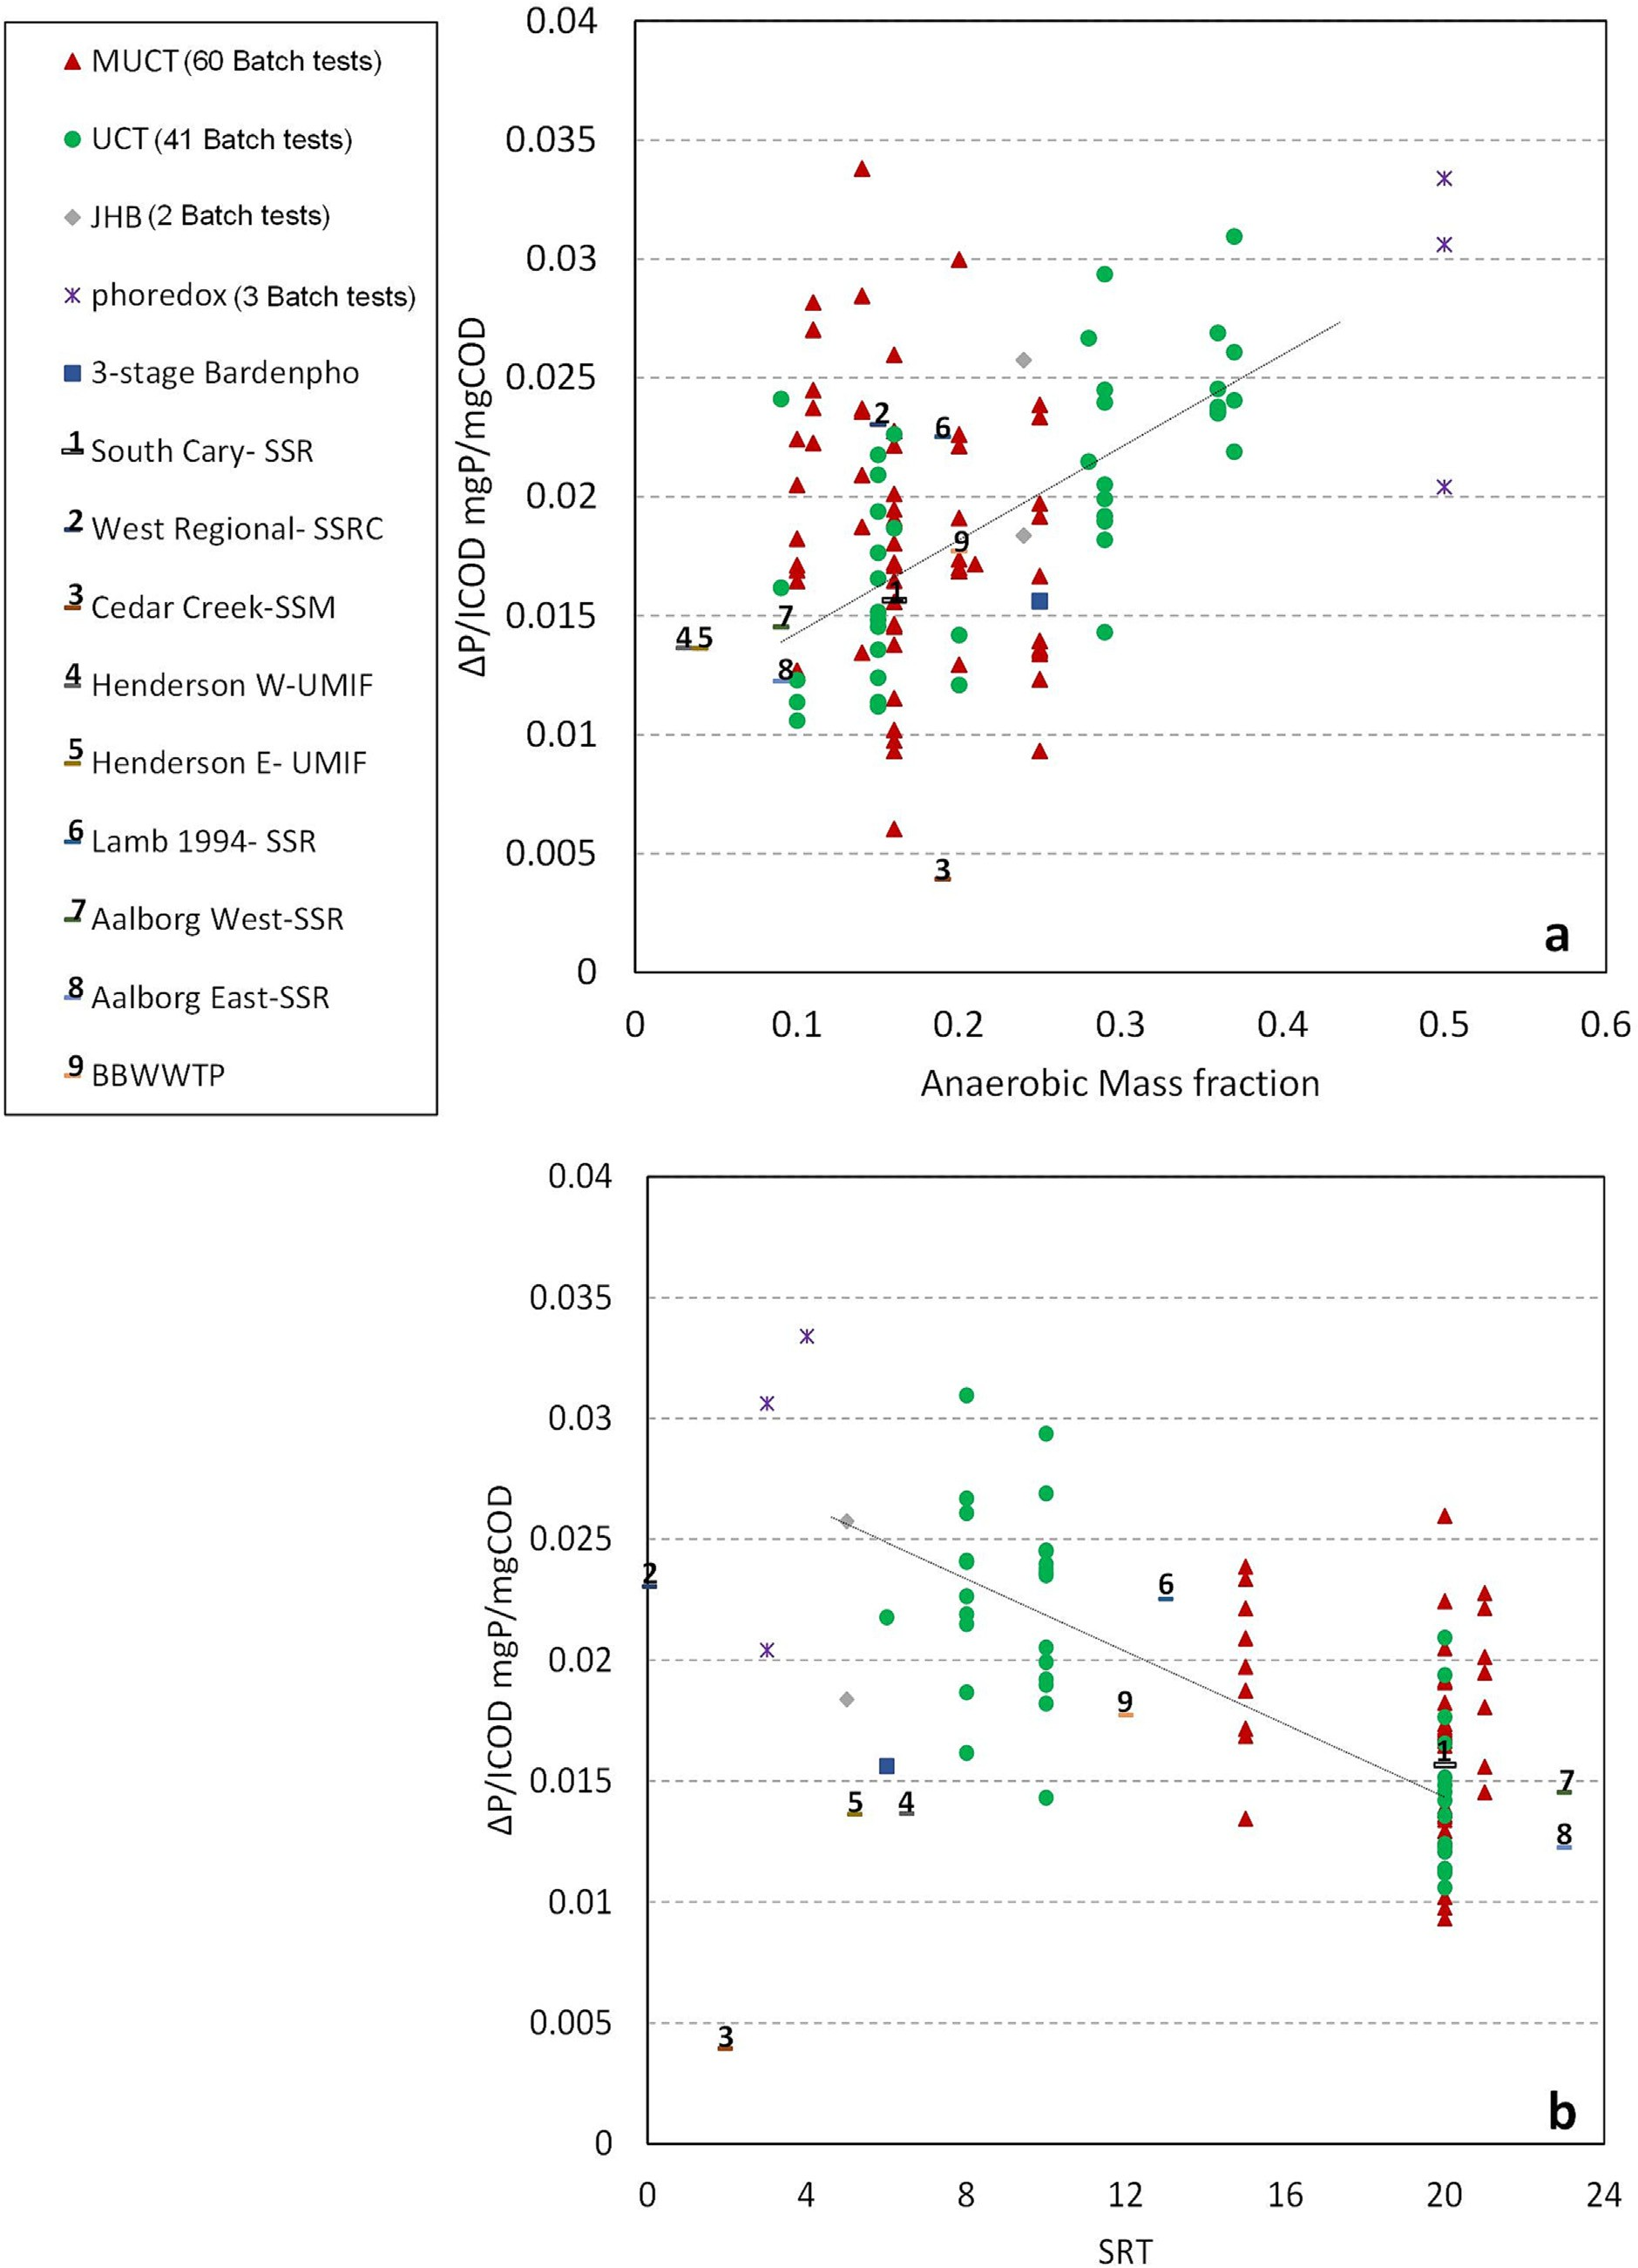 MUCT (60 Batch tests)
UCT (41 Batch tests)
JHB (2 Batch tests)
phoredox (3 Batch tests)
3-stage Bardenpho
1 South Cary- SSR
2 West Regional- SSRC
3 Cedar Creek-SSM
4 Henderson W-UMIF
5 Henderson E- UMIF
6 Lamb 1994- SSR
7 Aalborg West-SSR
8 Aalborg East-SSR
9 BBWWTP
ΔP/ICOD mgP/mgCOD
0.04
0.035
0.03
0.025
0.02
0.015
0.01
0.005
0
2
6
9
1
7
4 5
8
3
a
0 0.1 0.2 0.3 0.4 0.5 0.6
Anaerobic Mass fraction
ΔP/ICOD mgP/mgCOD
0.04
0.035
0.03
0.025
0.02
0.015
0.01
0.005
0
2
6
9
1
7
5 4
8
3
b
0 4 8 12 16 20 24
SRT